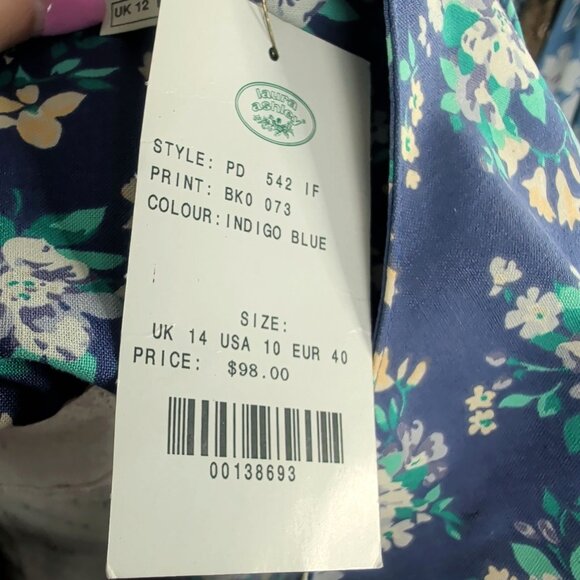 UK 12
laura
ashley
STYLE: PD 542 IF
PRINT: BK0 073
COLOUR: INDIGO BLUE
SIZE:
UK 14 USA 10 EUR 40
PRICE: $98.00
00138693